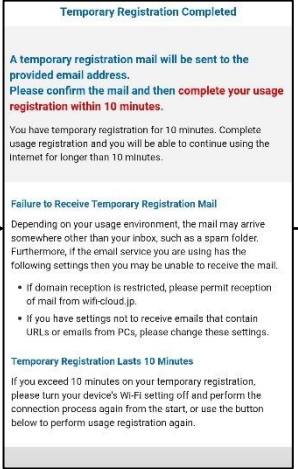 Temporary Registration Completed
A temporary registration mail will be sent to the
provided email address.
Please confirm the mail and then complete your usage
registration within 10 minutes.
You have temporary registration for 10 minutes. Complete
usage registration and you will be able to continue using the
internet for longer than 10 minutes.
Failure to Receive Temporary Registration Mail
Depending on your usage environment, the mail may arrive
somewhere other than your inbox, such as a spam folder.
Furthermore, if the email service you are using has the
following settings then you may be unable to receive the mail.
• If domain reception is restricted, please permit reception
of mail from wifi-cloud.jp.
• If you have settings not to receive emails that contain
URLs or emails from PCs, please change these settings.
Temporary Registration Lasts 10 Minutes
If you exceed 10 minutes on your temporary registration,
please turn your device's Wi-Fi setting off and perform the
connection process again from the start, or use the button
below to perform usage registration again.